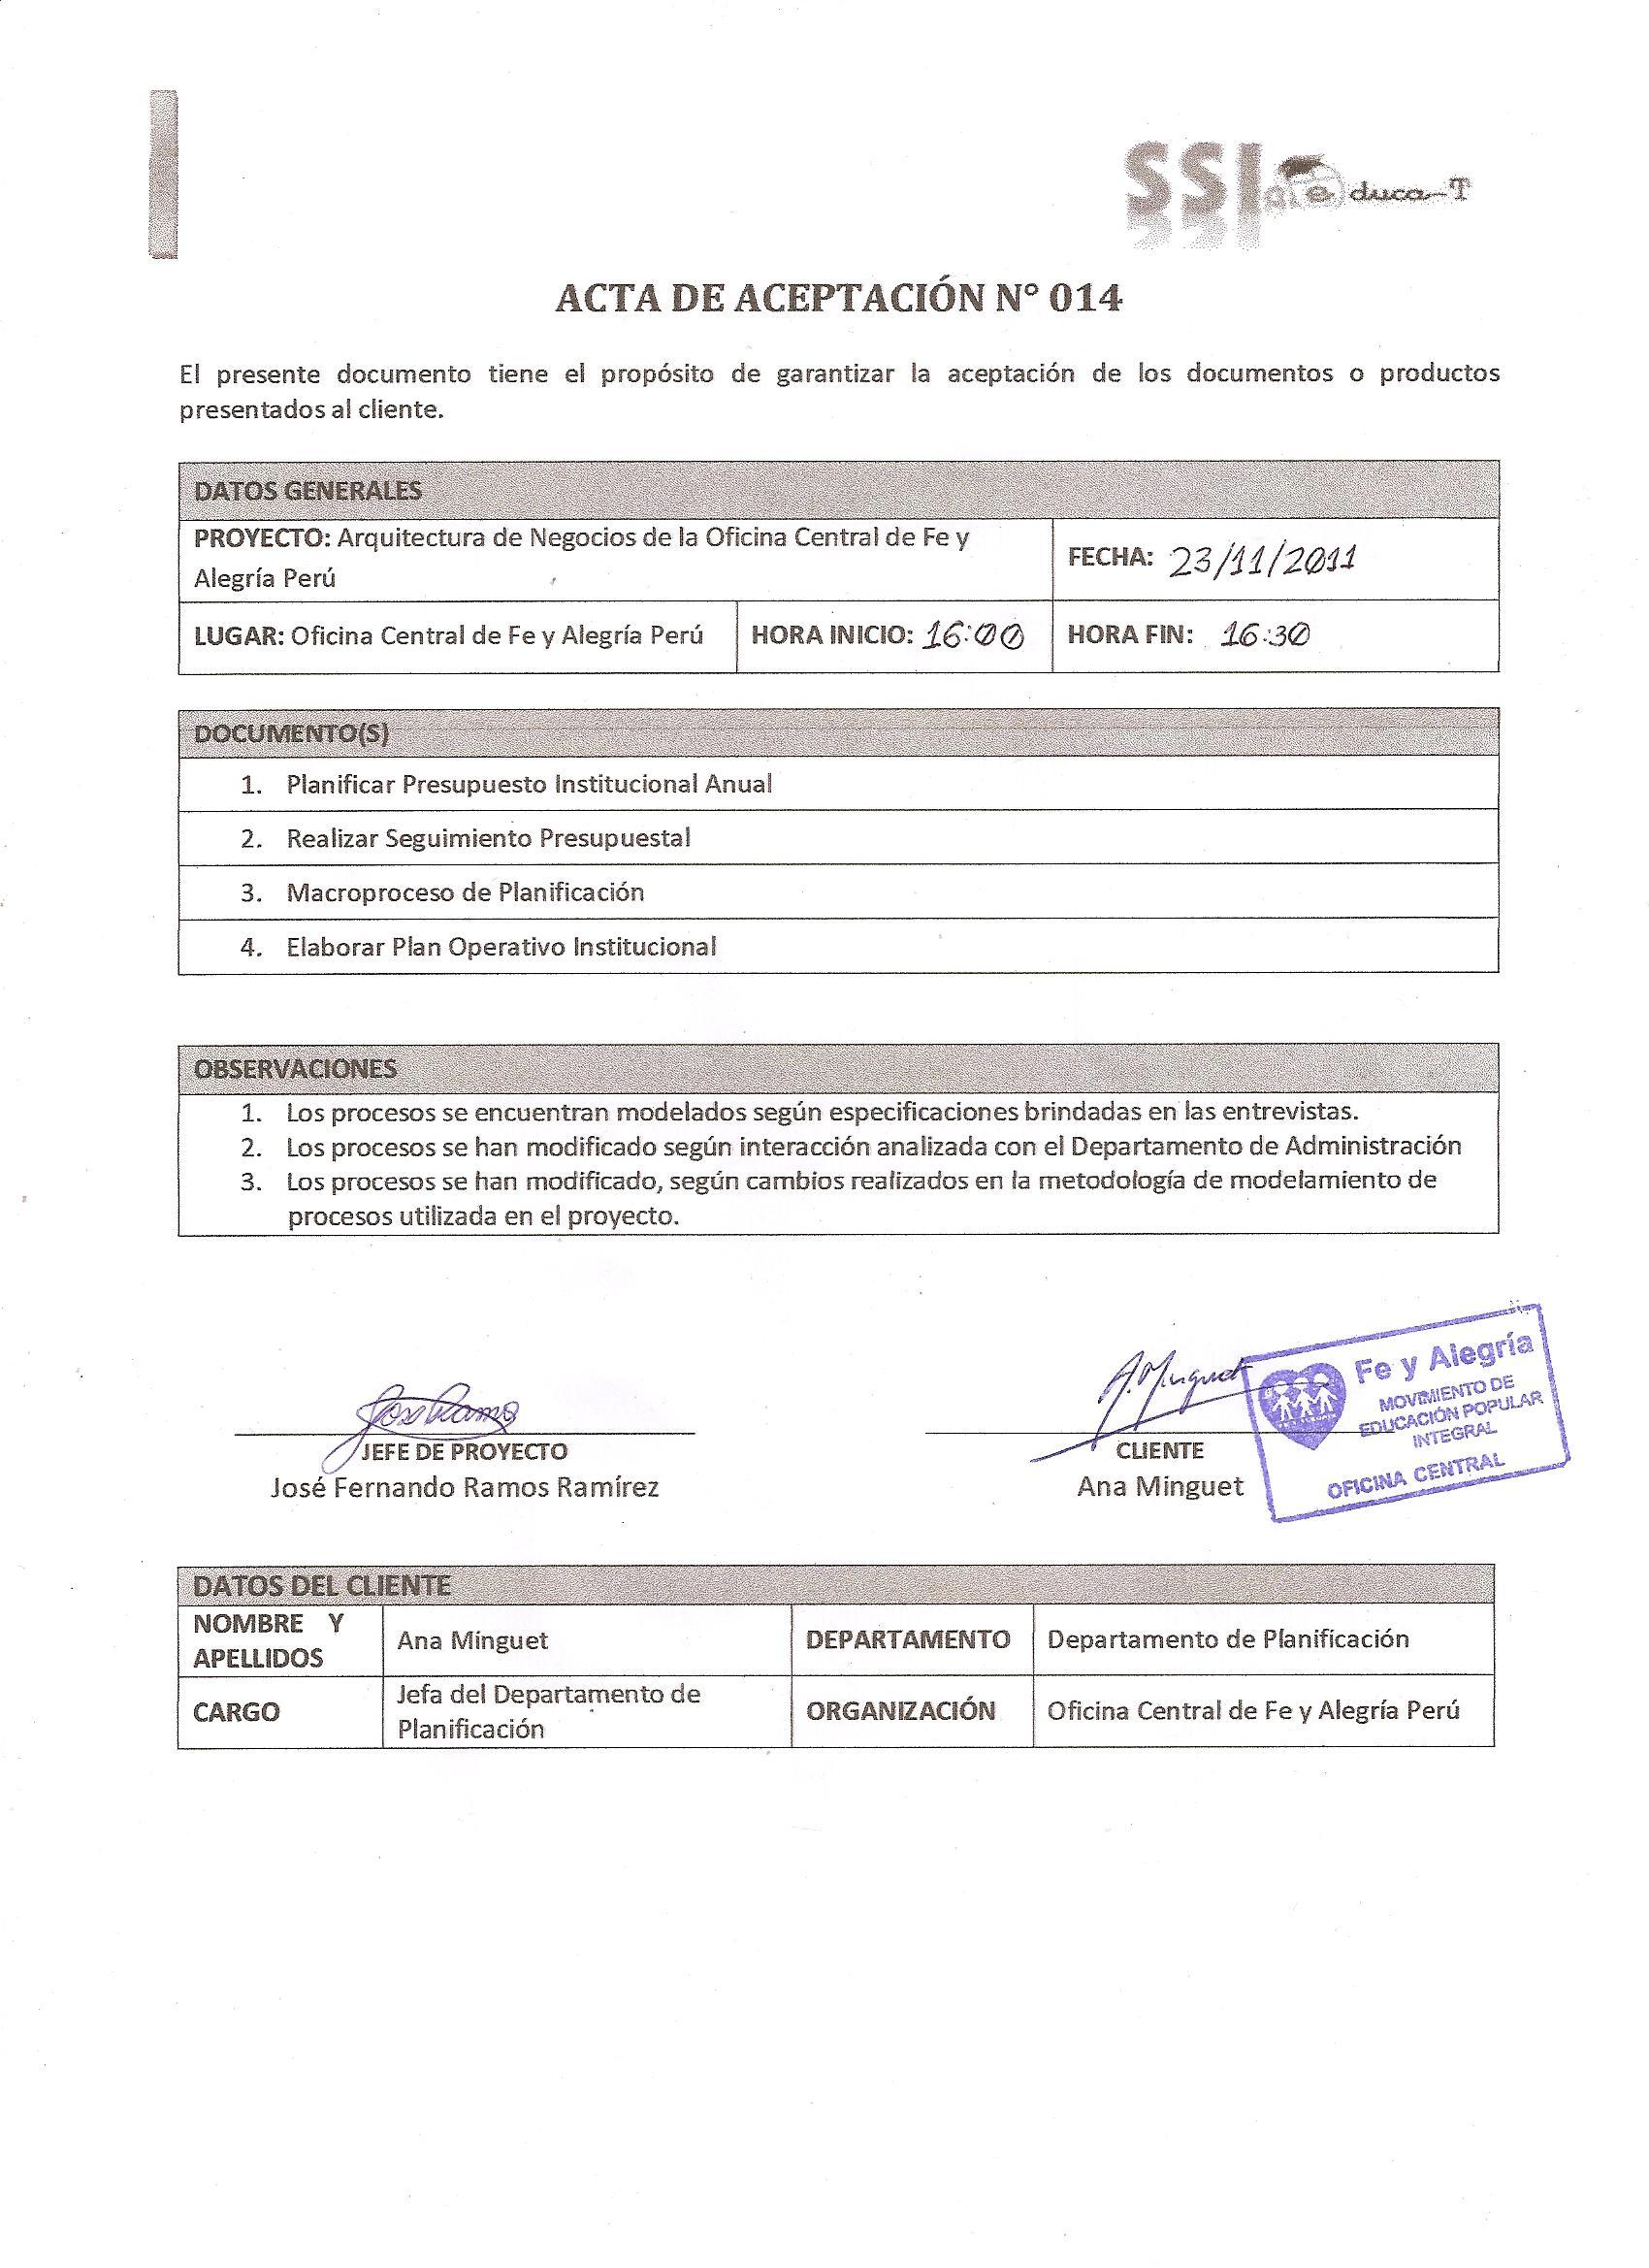 SSI educa-T
ACTA DE ACEPTACIÓN N° 014
El presente documento tiene el propósito de garantizar la aceptación de los documentos o productos
presentados al cliente.
DATOS GENERALES
PROYECTO: Arquitectura de Negocios de la Oficina Central de Fe y
Alegría Perú
FECHA: 23/11/2011
LUGAR: Oficina Central de Fe y Alegría Perú
HORA INICIO: 16:00
HORA FIN: 16:30
DOCUMENTO(S)
1. Planificar Presupuesto Institucional Anual
2. Realizar Seguimiento Presupuestal
3. Macroproceso de Planificación
4. Elaborar Plan Operativo Institucional
OBSERVACIONES
1. Los procesos se encuentran modelados según especificaciones brindadas en las entrevistas.
2. Los procesos se han modificado según interacción analizada con el Departamento de Administración
3. Los procesos se han modificado, según cambios realizados en la metodología de modelamiento de
procesos utilizada en el proyecto.
José Ramos
JEFE DE PROYECTO
José Fernando Ramos Ramírez
A. Minguet
CLIENTE
Ana Minguet
Fe y Alegría
MOVIMIENTO DE
EDUCACIÓN POPULAR
INTEGRAL
OFICINA CENTRAL
DATOS DEL CLIENTE
NOMBRE Y
APELLIDOS
Ana Minguet
DEPARTAMENTO
Departamento de Planificación
CARGO
Jefa del Departamento de
Planificación
ORGANIZACIÓN
Oficina Central de Fe y Alegría Perú